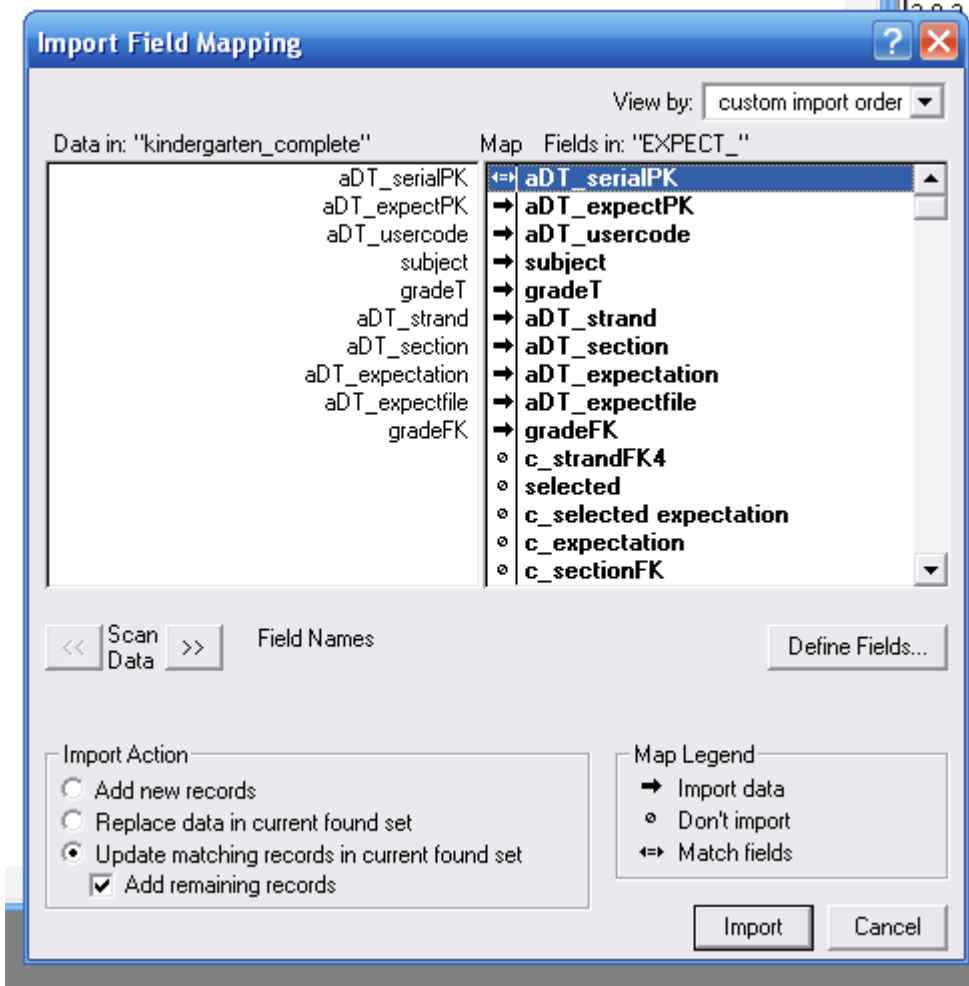 Import Field Mapping
View by: custom import order
Data in: "kindergarten_complete" Map Fields in: "EXPECT_"
aDT_serialPK aDT_serialPK
aDT_expectPK aDT_expectPK
aDT_usercode aDT_usercode
subject subject
gradeT gradeT
aDT_strand aDT_strand
aDT_section aDT_section
aDT_expectation aDT_expectation
aDT_expectfile aDT_expectfile
gradeFK gradeFK
c_strandFK4
selected
c_selected expectation
c_expectation
c_sectionFK
<< Scan Data >> Field Names
Define Fields...
Import Action
Add new records
Replace data in current found set
Update matching records in current found set
Add remaining records
Map Legend
Import data
Don't import
Match fields
Import Cancel